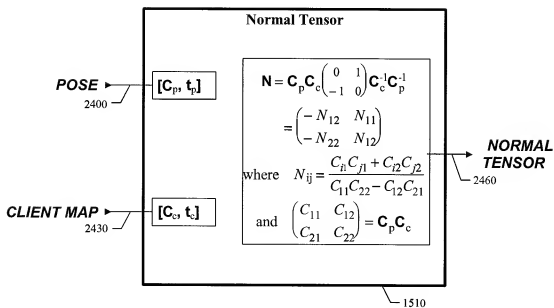 Normal Tensor
POSE
2400
[Cp, tp]
CLIENT MAP
2430
[Cc, tc]
N = CpCc ( 0 1 −1 0 ) Cc⁻¹Cp⁻¹
= ( −N12 N11 −N22 N12 )
where Nij = (Ci1Cj1 + Ci2Cj2) / (C11C22 − C12C21)
and ( C11 C12 C21 C22 ) = CpCc
NORMAL
TENSOR
2460
1510